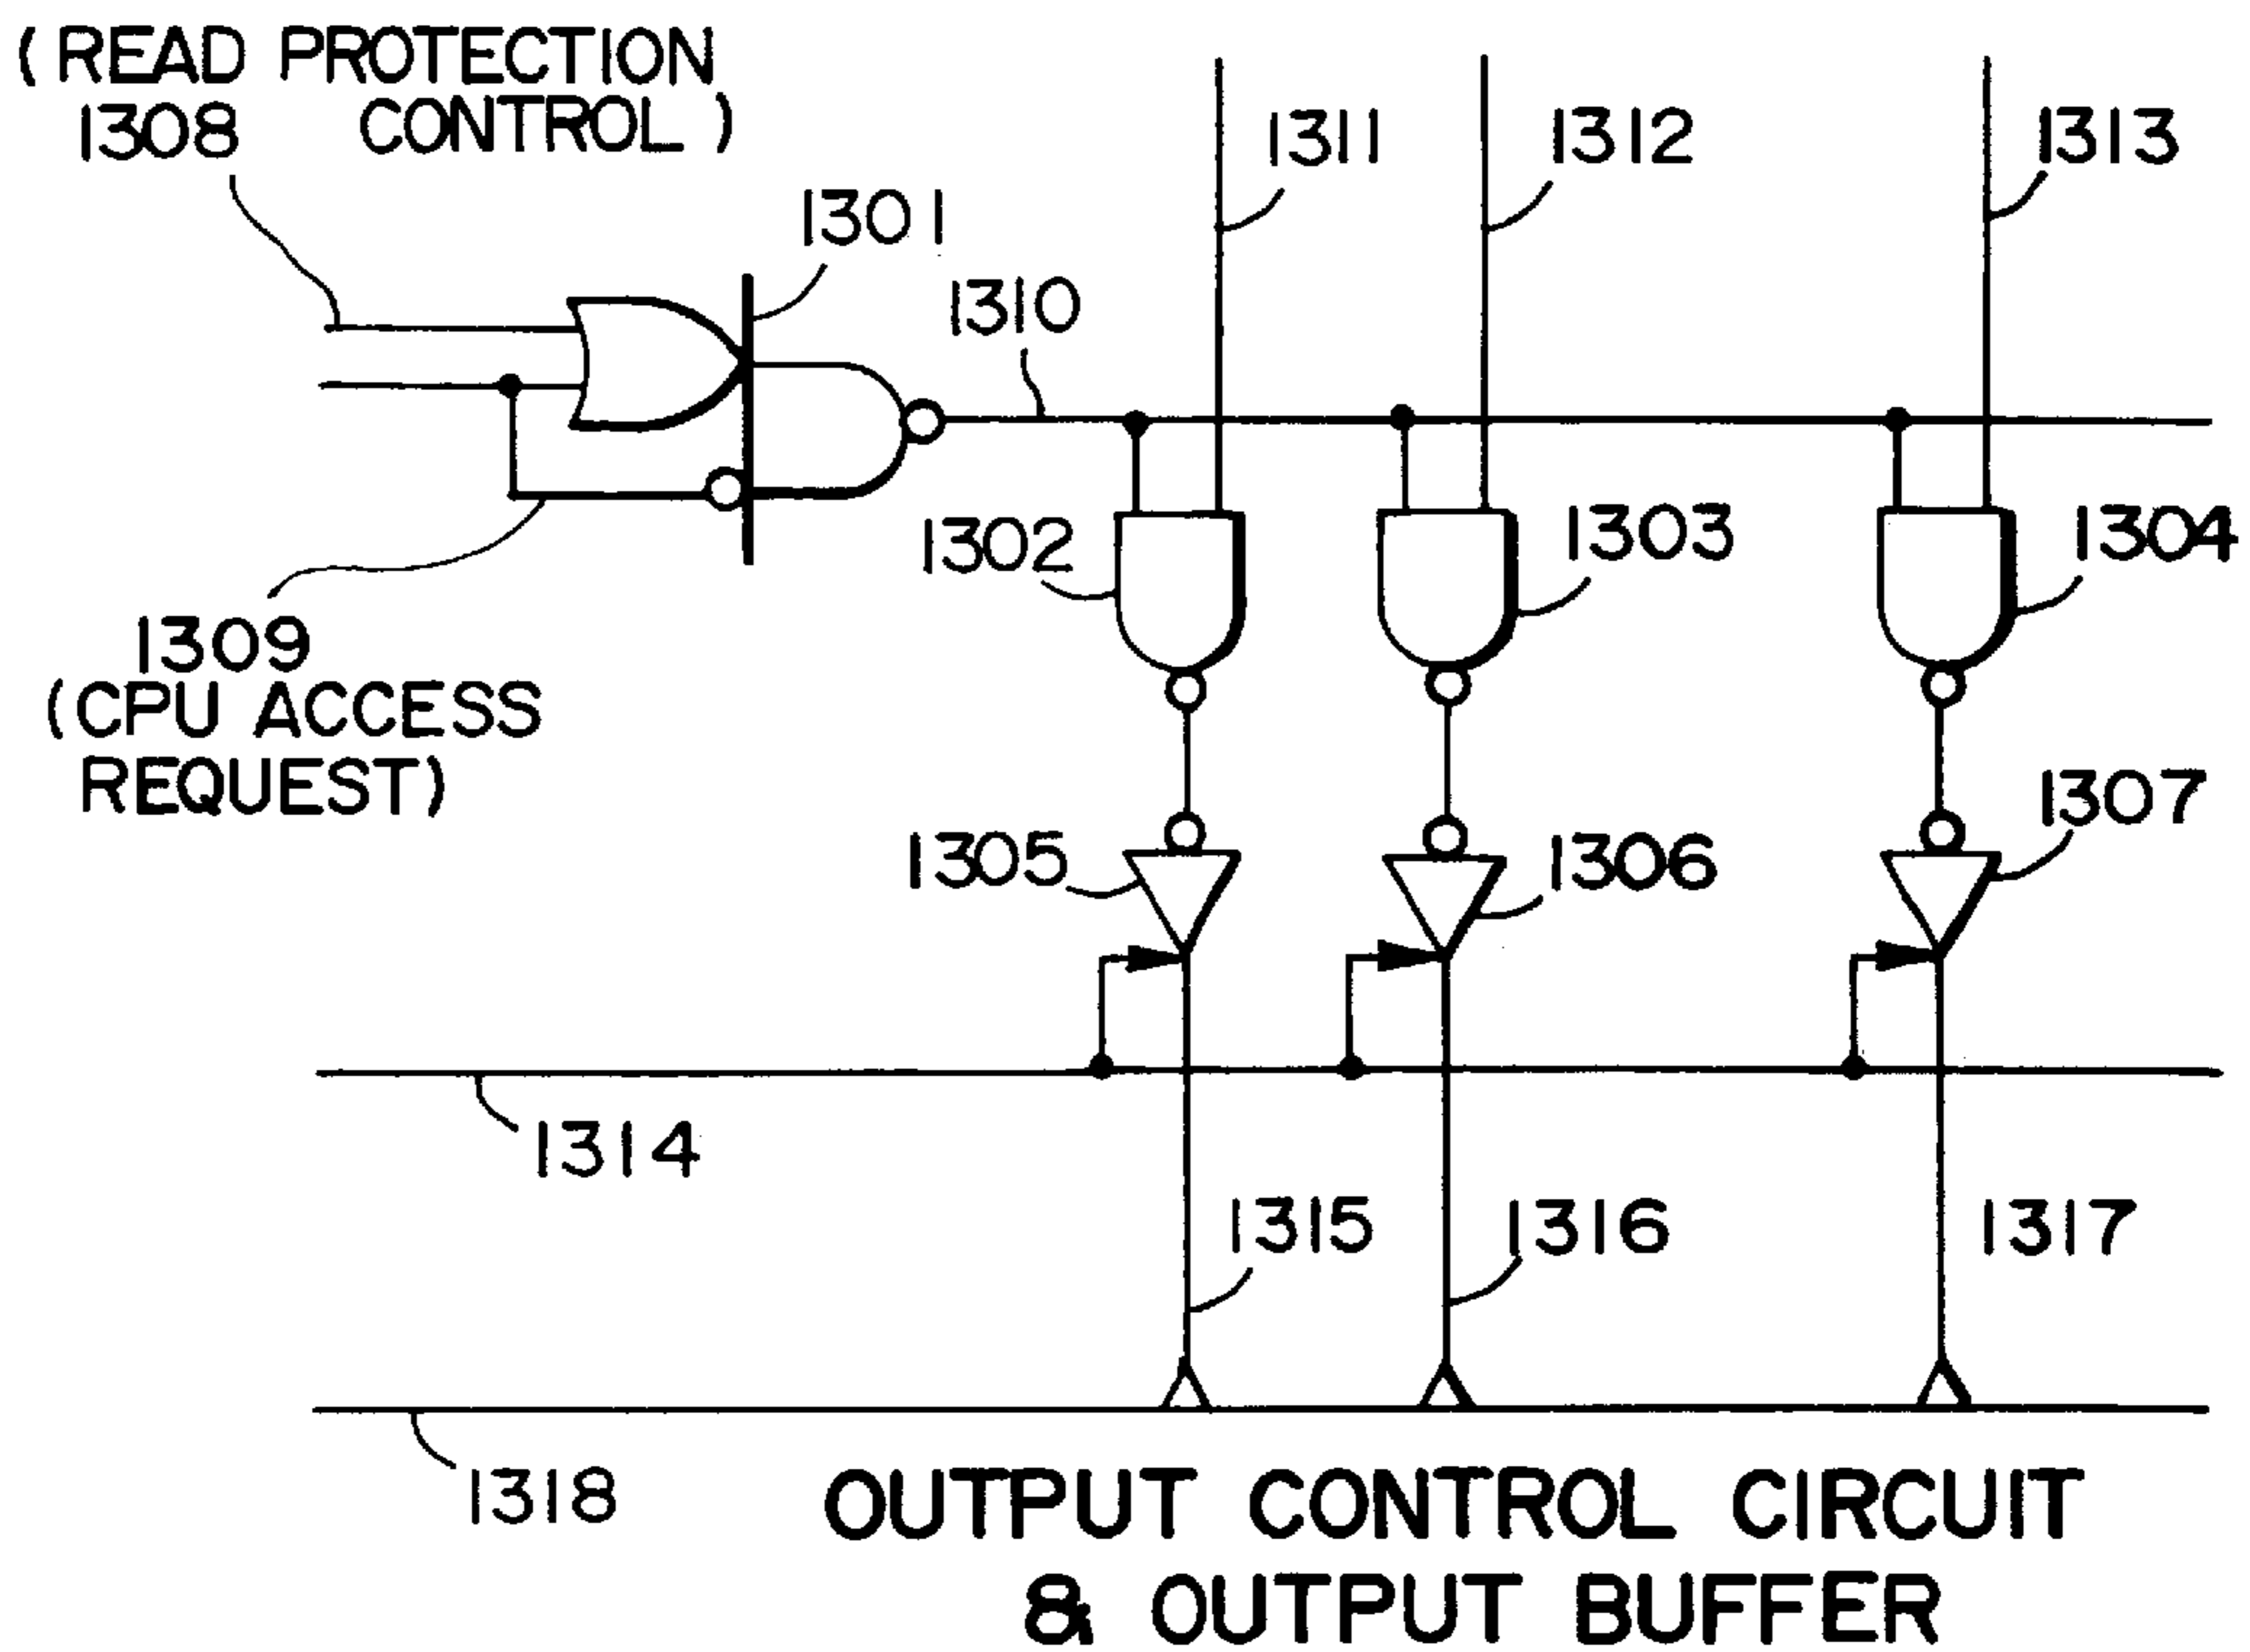 (READ PROTECTION
1308 CONTROL)
1301
1310
1311
1312
1313
1302
1303
1304
1309
(CPU ACCESS
REQUEST)
1305
1306
1307
1314
1315
1316
1317
1318
OUTPUT CONTROL CIRCUIT
& OUTPUT BUFFER